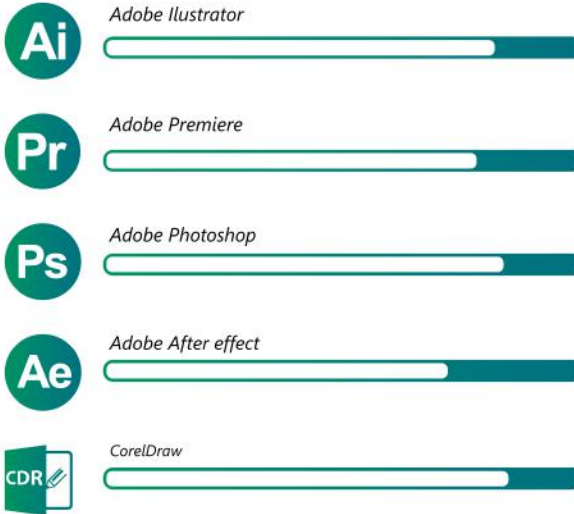 Ai
Adobe Ilustrator
Pr
Adobe Premiere
Ps
Adobe Photoshop
Ae
Adobe After effect
CDR
CorelDraw